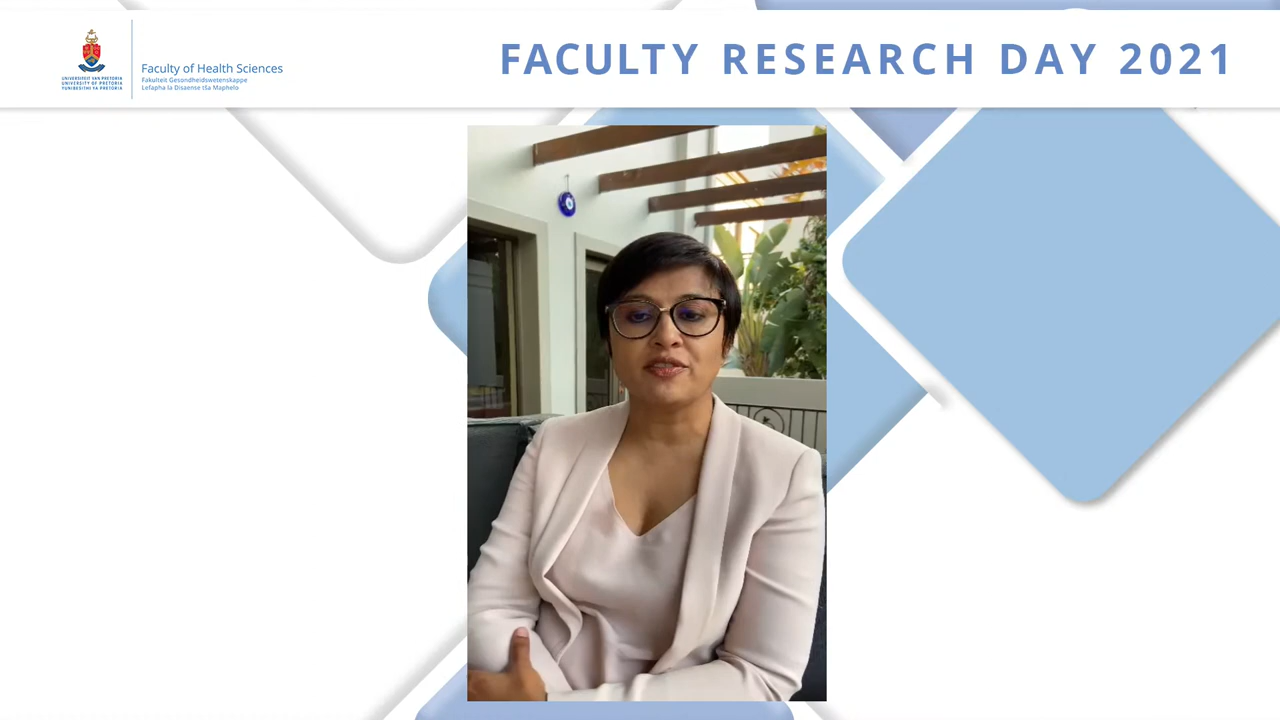 UNIVERSITEIT VAN PRETORIA
UNIVERSITY OF PRETORIA
YUNIBESITHI YA PRETORIA
Faculty of Health Sciences
Fakulteit Gesondheidswetenskappe
Lefapha la Disaense tša Maphelo
FACULTY RESEARCH DAY 2021